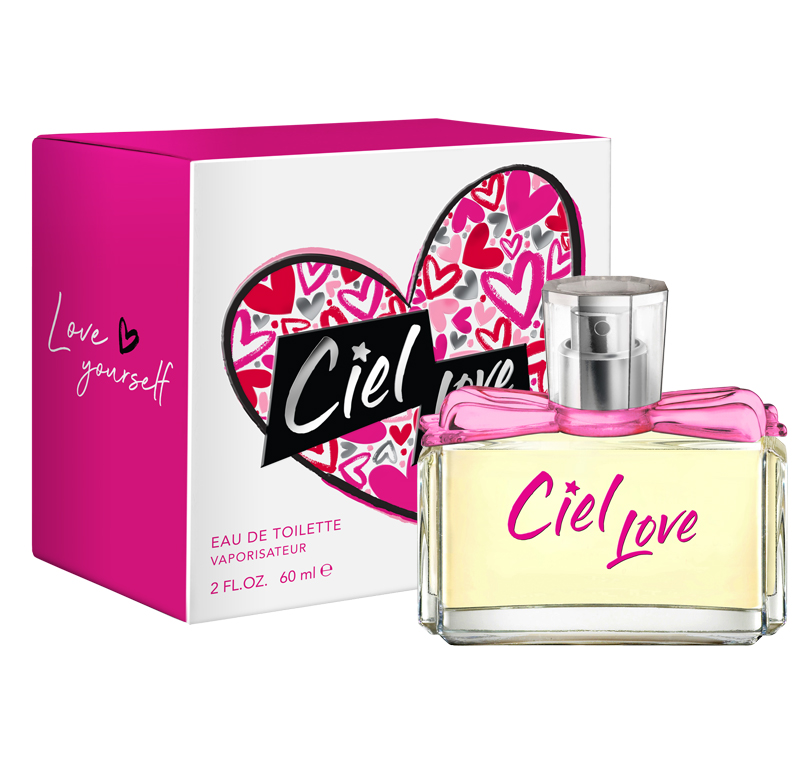 Love
yourself
Ciel
Love
EAU DE TOILETTE
VAPORISATEUR
2 FL.OZ. 60 ml ℮
Ciel
Love